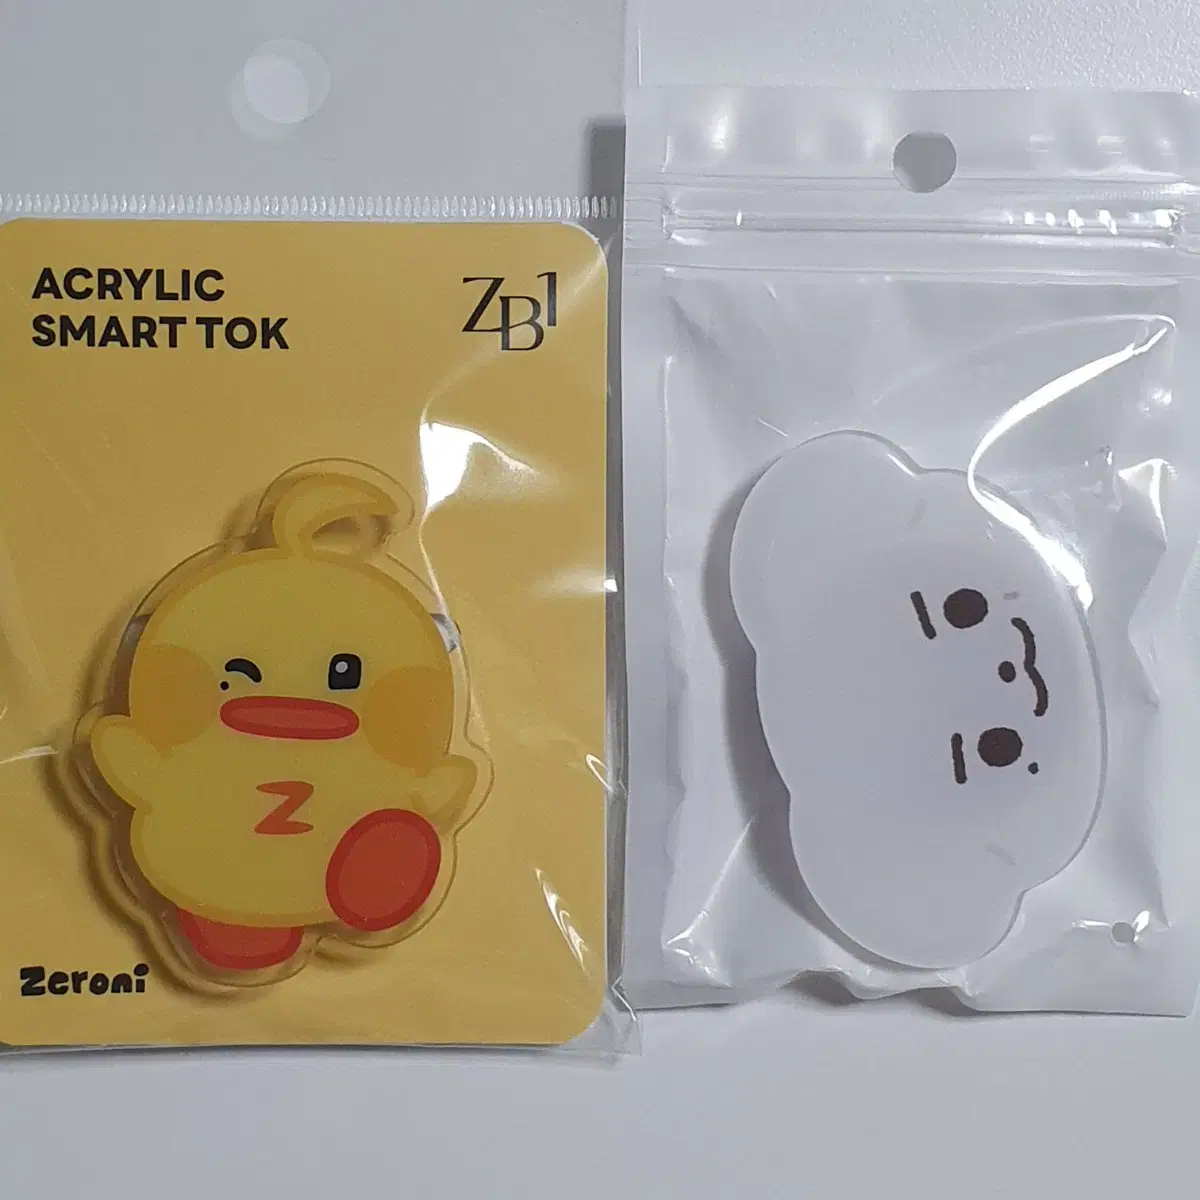 ACRYLIC
SMART TOK
ZB1
Z
zeroni